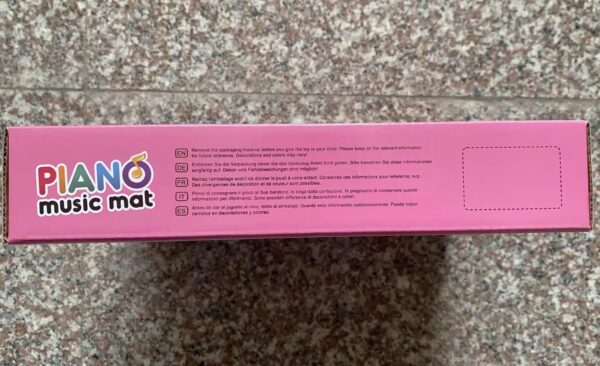 PIANO
music mat
EN Remove the packaging material before you give the toy to your child. Please keep all the relevant information
for future reference. Decorations and colors may vary!
DE Entfernen Sie die Verpackung bevor Sie das Spielzeug Ihrem Kind geben. Bitte bewahren Sie diese Informationen
sorgfältig auf. Dekor- und Farbabweichungen sind möglich!
FR Retirez l'emballage avant de donner le jouet à votre enfant. Conservez ces informations pour référence, exp.
Des divergences de décoration et de couleur sont possibles.
IT Prima di consegnare il gioco al Suo bambino, lo tolga dalla confezione. Vi preghiamo di conservare queste
informazioni per riferimento. Sono possibili differenze di decorazioni e colori.
ES Antes de dar el juguete al niño, retire el embalaje. Guarde esta información cuidadosamente. Puede haber
cambios en decoraciones y colores.